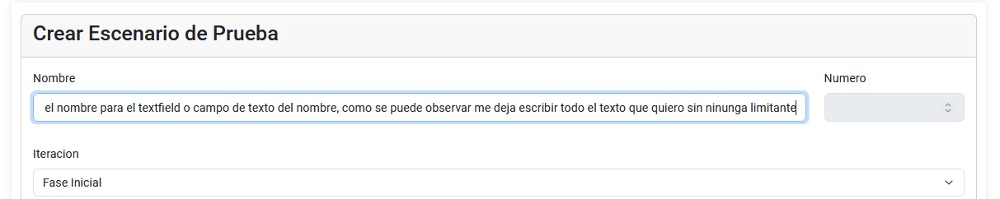 Crear Escenario de Prueba
Nombre
Numero
el nombre para el textfield o campo de texto del nombre, como se puede observar me deja escribir todo el texto que quiero sin ninunga limitante
Iteracion
Fase Inicial